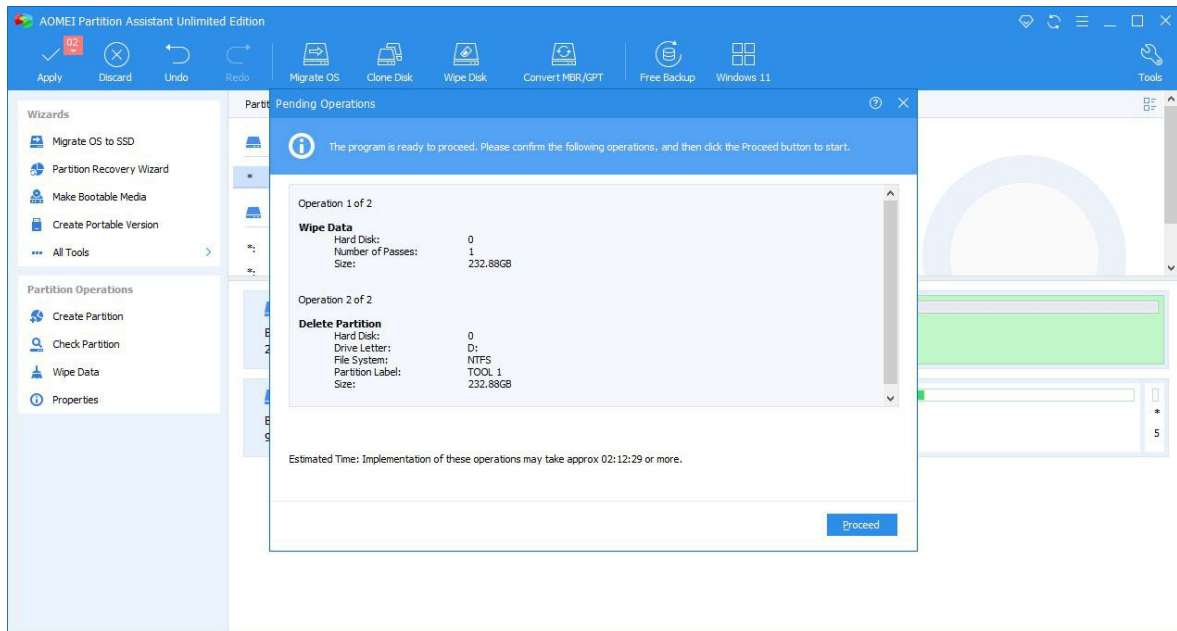 AOMEI Partition Assistant Unlimited Edition
02
Apply Discard Undo Redo Migrate OS Clone Disk Wipe Disk Convert MBR/GPT Free Backup Windows 11 Tools
Wizards
Migrate OS to SSD
Partition Recovery Wizard
Make Bootable Media
Create Portable Version
All Tools
Partition Operations
Create Partition
Check Partition
Wipe Data
Properties
Partit
*
*:
*:
Pending Operations
The program is ready to proceed. Please confirm the following operations, and then click the Proceed button to start.
Operation 1 of 2
Wipe Data
Hard Disk: 0
Number of Passes: 1
Size: 232.88GB
Operation 2 of 2
Delete Partition
Hard Disk: 0
Drive Letter: D:
File System: NTFS
Partition Label: TOOL 1
Size: 232.88GB
Estimated Time: Implementation of these operations may take approx 02:12:29 or more.
Proceed
*
5